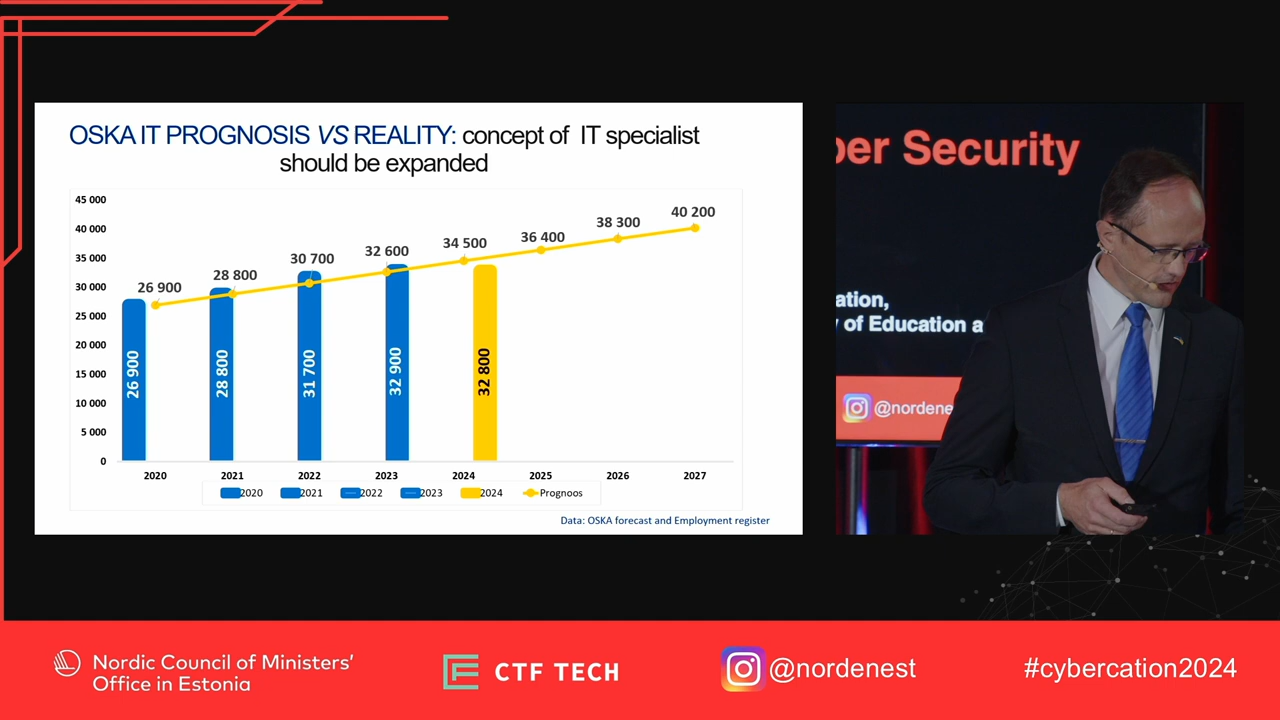 OSKA IT PROGNOSIS VS REALITY: concept of IT specialist
should be expanded
45 000
40 000
35 000
30 000
25 000
20 000
15 000
10 000
5 000
0
26 900
28 800
30 700
32 600
34 500
36 400
38 300
40 200
26 900
28 800
31 700
32 900
32 800
2020
2021
2022
2023
2024
2025
2026
2027
2020
2021
2022
2023
2024
Prognoos
Data: OSKA forecast and Employment register
per Security
ation,
y of Education a
@nordene
Nordic Council of Ministers'
Office in Estonia
CTF TECH
@nordenest
#cybercation2024